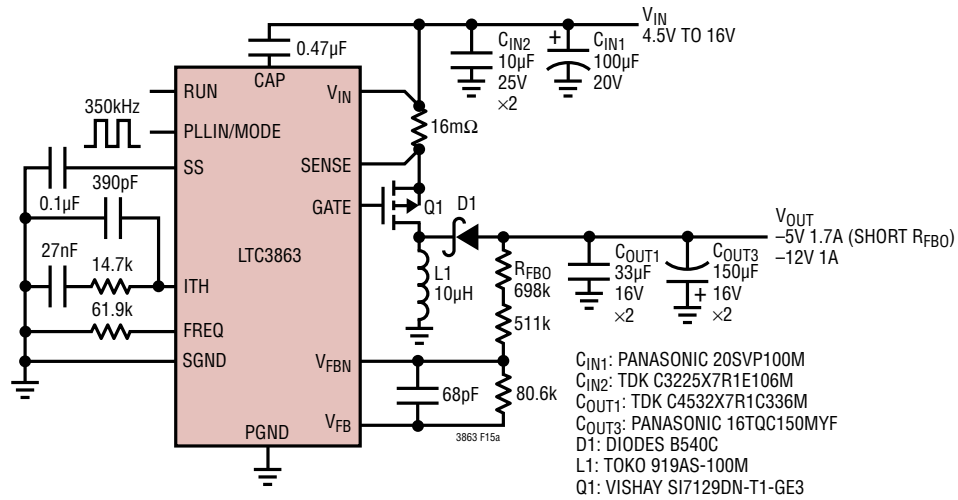 V_IN
4.5V TO 16V
0.47µF
C_IN2
10µF
25V
×2
+
C_IN1
100µF
20V
CAP
RUN
V_IN
350kHz
PLLIN/MODE
16mΩ
SS
SENSE
390pF
0.1µF
GATE
Q1
D1
V_OUT
–5V 1.7A (SHORT R_FBO)
–12V 1A
27nF
14.7k
LTC3863
ITH
L1
10µH
R_FBO
698k
C_OUT1
33µF
16V
×2
C_OUT3
150µF
+ 16V
×2
61.9k
FREQ
511k
SGND
V_FBN
68pF
80.6k
V_FB
PGND
3863 F15a
C_IN1: PANASONIC 20SVP100M
C_IN2: TDK C3225X7R1E106M
C_OUT1: TDK C4532X7R1C336M
C_OUT3: PANASONIC 16TQC150MYF
D1: DIODES B540C
L1: TOKO 919AS-100M
Q1: VISHAY SI7129DN-T1-GE3